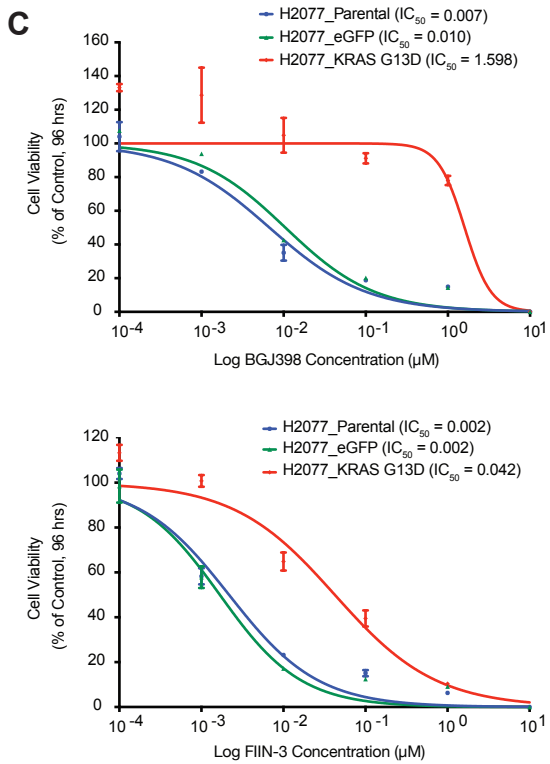 C
H2077_Parental (IC50 = 0.007)
H2077_eGFP (IC50 = 0.010)
H2077_KRAS G13D (IC50 = 1.598)
Cell Viability
(% of Control, 96 hrs)
160
140
120
100
80
60
40
20
0
10-4 10-3 10-2 10-1 100 101
Log BGJ398 Concentration (µM)
H2077_Parental (IC50 = 0.002)
H2077_eGFP (IC50 = 0.002)
H2077_KRAS G13D (IC50 = 0.042)
Cell Viability
(% of Control, 96 hrs)
120
100
80
60
40
20
0
10-4 10-3 10-2 10-1 100 101
Log FIIN-3 Concentration (µM)